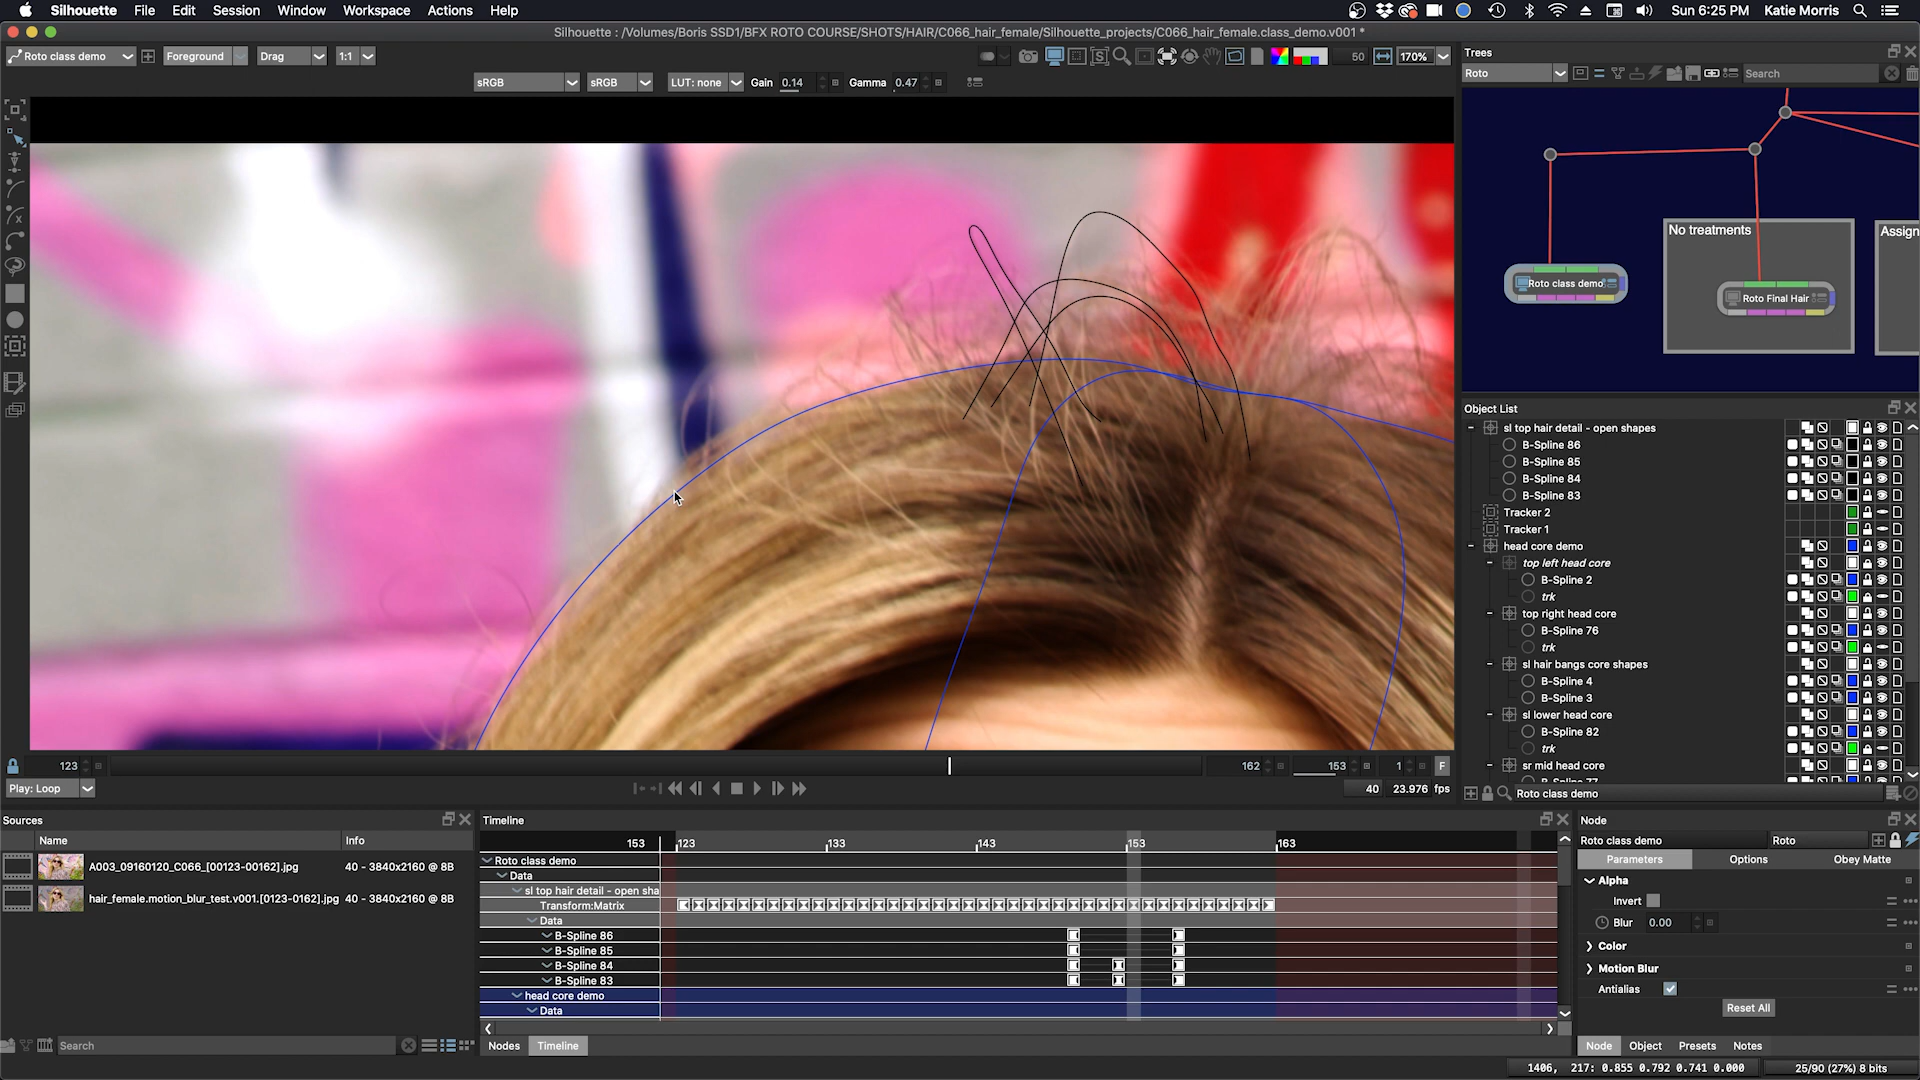 Silhouette File Edit Session Window Workspace Actions Help Sun 6:25 PM Katie Morris
Silhouette : /Volumes/Boris SSD1/BFX ROTO COURSE/SHOTS/HAIR/C066_hair_female/Silhouette_projects/C066_hair_female.class_demo.v001 *
Roto class demo Foreground Drag 1:1 50 170%
sRGB sRGB LUT: none Gain 0.14 Gamma 0.47
Trees
Roto Search
No treatments
Assign
Roto class demo
Roto Final Hair
Object List
sl top hair detail - open shapes
B-Spline 86
B-Spline 85
B-Spline 84
B-Spline 83
Tracker 2
Tracker 1
head core demo
top left head core
B-Spline 2
trk
top right head core
B-Spline 76
trk
sl hair bangs core shapes
B-Spline 4
B-Spline 3
sl lower head core
B-Spline 82
trk
sr mid head core
B-Spline 77
Roto class demo
123 162 153 1 F
Play: Loop 40 23.976 fps
Sources
Name Info
A003_09160120_C066_[00123-00162].jpg 40 - 3840x2160 @ 8B
hair_female.motion_blur_test.v001.[0123-0162].jpg 40 - 3840x2160 @ 8B
Search
Timeline
153 123 133 143 153 163
Roto class demo
Data
sl top hair detail - open sha
Transform:Matrix
Data
B-Spline 86
B-Spline 85
B-Spline 84
B-Spline 83
head core demo
Data
Nodes Timeline
Node
Roto class demo Roto
Parameters Options Obey Matte
Alpha
Invert
Blur 0.00
Color
Motion Blur
Antialias
Reset All
Node Object Presets Notes
1406, 217: 0.855 0.792 0.741 0.000 25/90 (27%) 8 bits